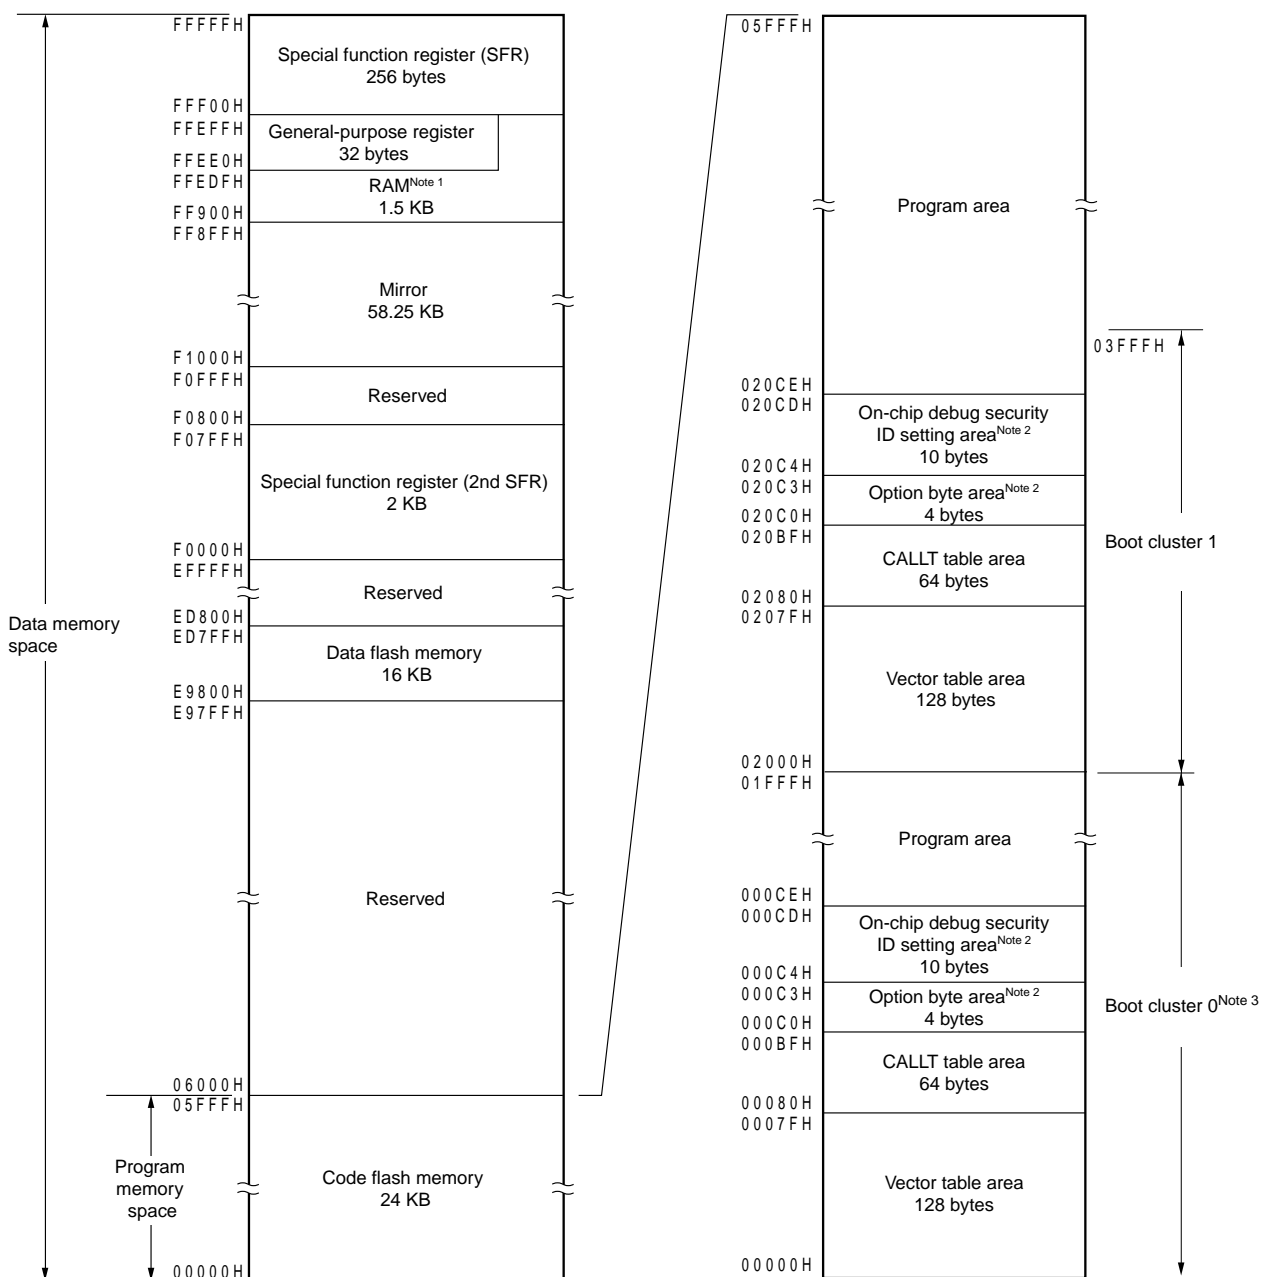 FFFFFH
Special function register (SFR)
256 bytes
FFF00H
FFEFFH
General-purpose register
32 bytes
FFEE0H
FFEDFH
RAMNote 1
1.5 KB
FF900H
FF8FFH
Mirror
58.25 KB
F1000H
F0FFFH
Reserved
F0800H
F07FFH
Special function register (2nd SFR)
2 KB
F0000H
EFFFFH
Reserved
ED800H
ED7FFH
Data memory
space
Data flash memory
16 KB
E9800H
E97FFH
Reserved
06000H
05FFFH
Program
memory
space
Code flash memory
24 KB
00000H
05FFFH
Program area
03FFFH
020CEH
020CDH
On-chip debug security
ID setting areaNote 2
10 bytes
020C4H
020C3H
Option byte areaNote 2
4 bytes
020C0H
020BFH
Boot cluster 1
CALLT table area
64 bytes
02080H
0207FH
Vector table area
128 bytes
02000H
01FFFH
Program area
000CEH
000CDH
On-chip debug security
ID setting areaNote 2
10 bytes
000C4H
000C3H
Option byte areaNote 2
4 bytes
Boot cluster 0Note 3
000C0H
000BFH
CALLT table area
64 bytes
00080H
0007FH
Vector table area
128 bytes
00000H